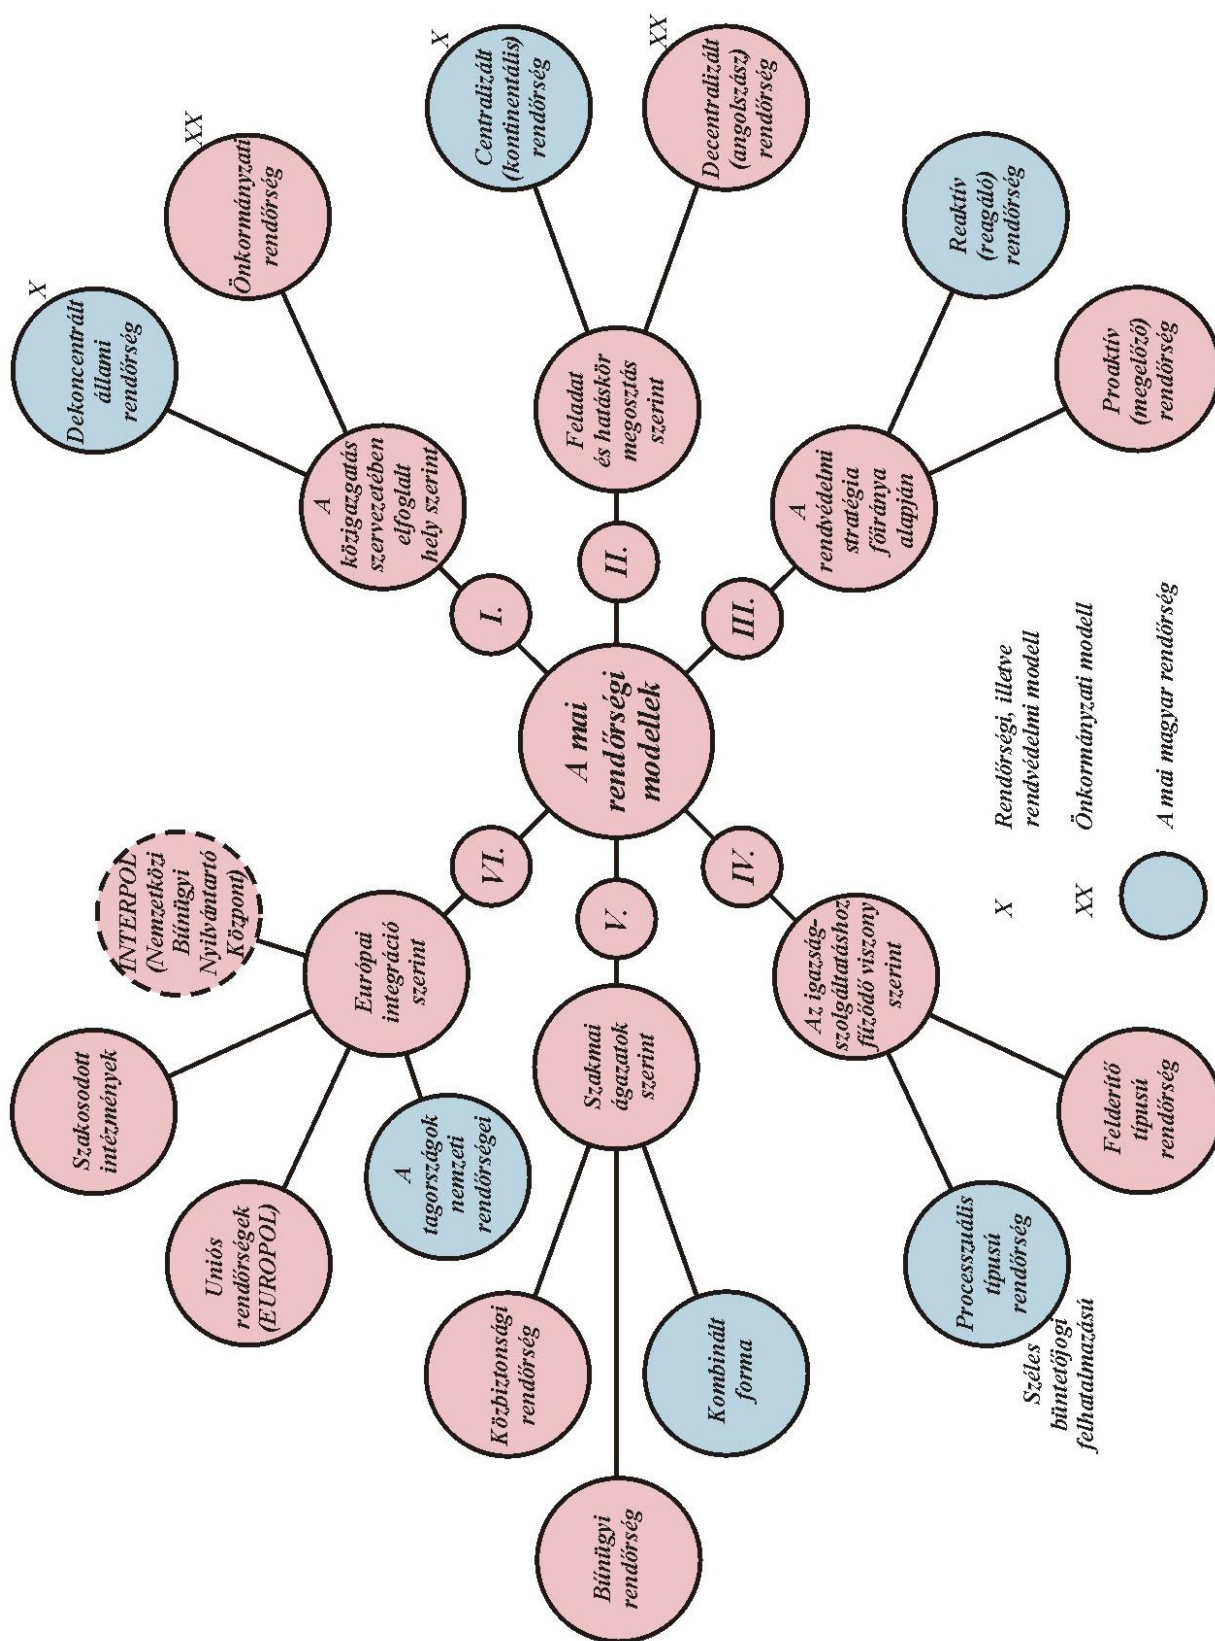 A mai
rendőrségi
modellek
I.
A
közigazgatás
szervezetében
elfoglalt
hely szerint
X
Dekoncentrált
állami
rendőrség
XX
Önkormányzati
rendőrség
II.
Feladat
és hatáskör
megosztás
szerint
X
Centralizált
(kontinentális)
rendőrség
XX
Decentralizált
(angolszász)
rendőrség
III.
A
rendvédelmi
stratégia
főiránya
alapján
Reaktív
(reagáló)
rendőrség
Proaktív
(megelőző)
rendőrség
IV.
Az igazság-
szolgáltatáshoz
fűződő viszony
szerint
Processzuális
típusú
rendőrség
Széles
büntetőjogi
felhatalmazású
Felderítő
típusú
rendőrség
V.
Szakmai
ágazatok
szerint
Közbiztonsági
rendőrség
Bűnügyi
rendőrség
Kombinált
forma
VI.
Európai
integráció
szerint
INTERPOL
(Nemzetközi
Bűnügyi
Nyilvántartó
Központ)
Szakosodott
intézmények
Uniós
rendőrségek
(EUROPOL)
A
tagországok
nemzeti
rendőrségei
X Rendőrségi, illetve
rendvédelmi modell
XX Önkormányzati modell
A mai magyar rendőrség